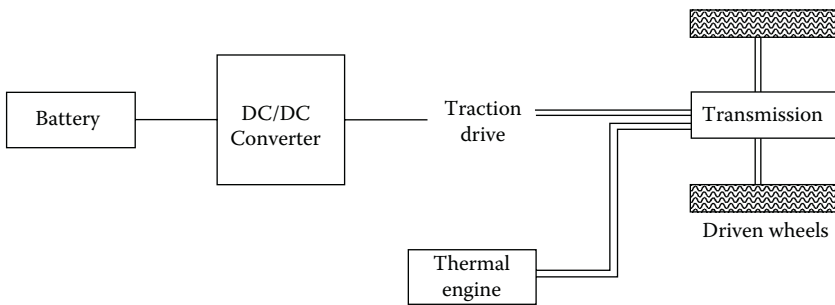 Battery
DC/DC
Converter
Traction
drive
Transmission
Driven wheels
Thermal
engine